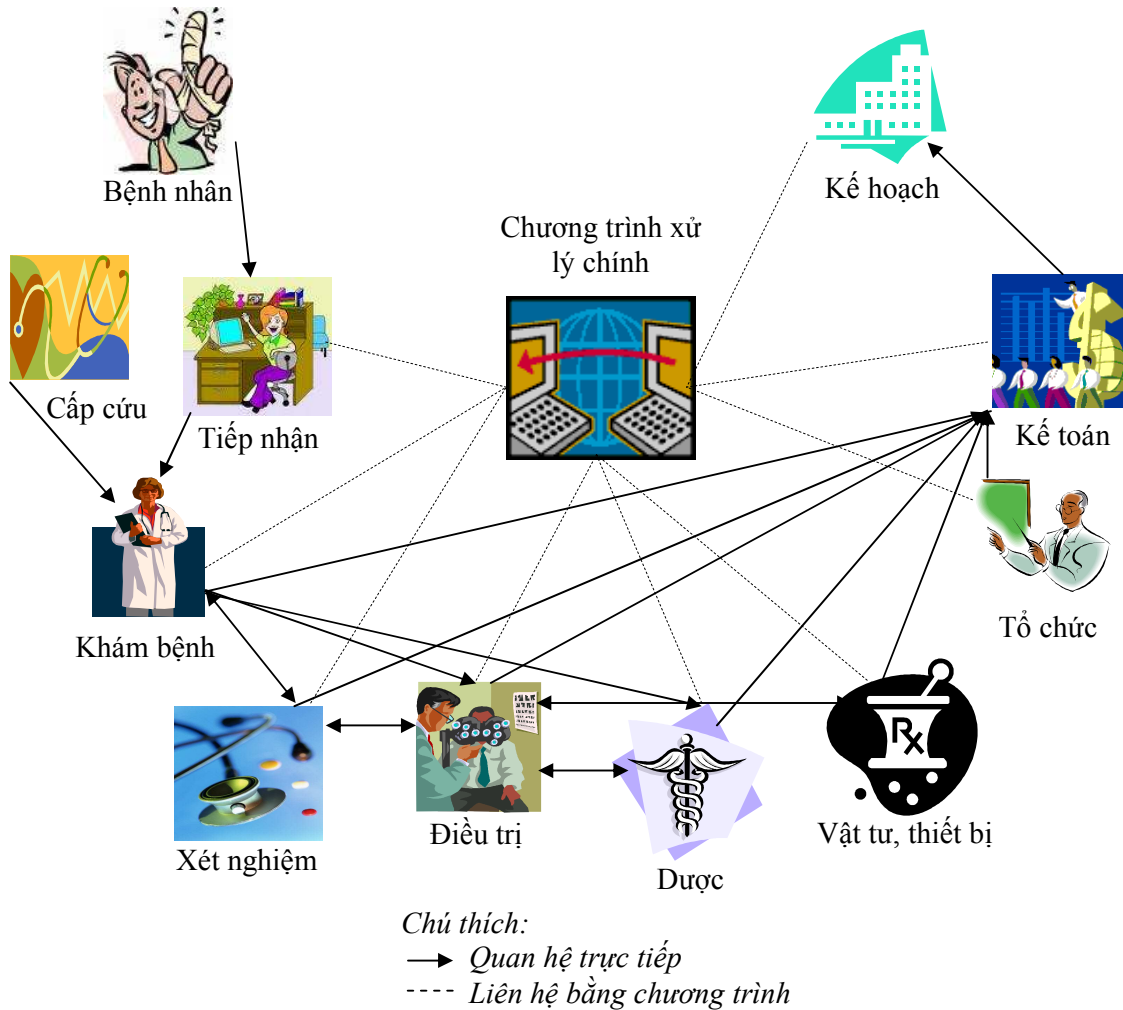 Bệnh nhân
Kế hoạch
Chương trình xử
lý chính
Cấp cứu
Tiếp nhận
Kế toán
Khám bệnh
Tổ chức
Rx
Xét nghiệm
Điều trị
Dược
Vật tư, thiết bị
Chú thích:
Quan hệ trực tiếp
Liên hệ bằng chương trình